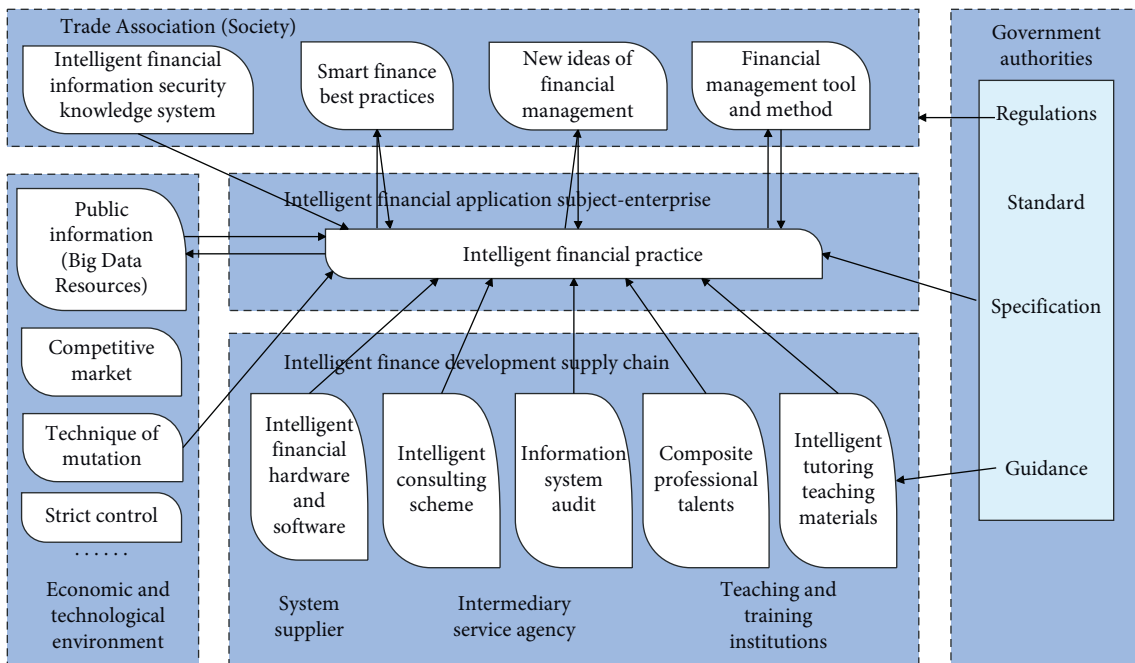 Trade Association (Society)
Intelligent financial
information security
knowledge system
Smart finance
best practices
New ideas of
financial
management
Financial
management tool
and method
Government
authorities
Regulations
Standard
Specification
Guidance
Public
information
(Big Data
Resources)
Competitive
market
Technique of
mutation
Strict control
······
Economic and
technological
environment
Intelligent financial application subject-enterprise
Intelligent financial practice
Intelligent finance development supply chain
Intelligent
financial
hardware
and
software
Intelligent
consulting
scheme
Information
system
audit
Composite
professional
talents
Intelligent
tutoring
teaching
materials
System
supplier
Intermediary
service agency
Teaching and
training
institutions